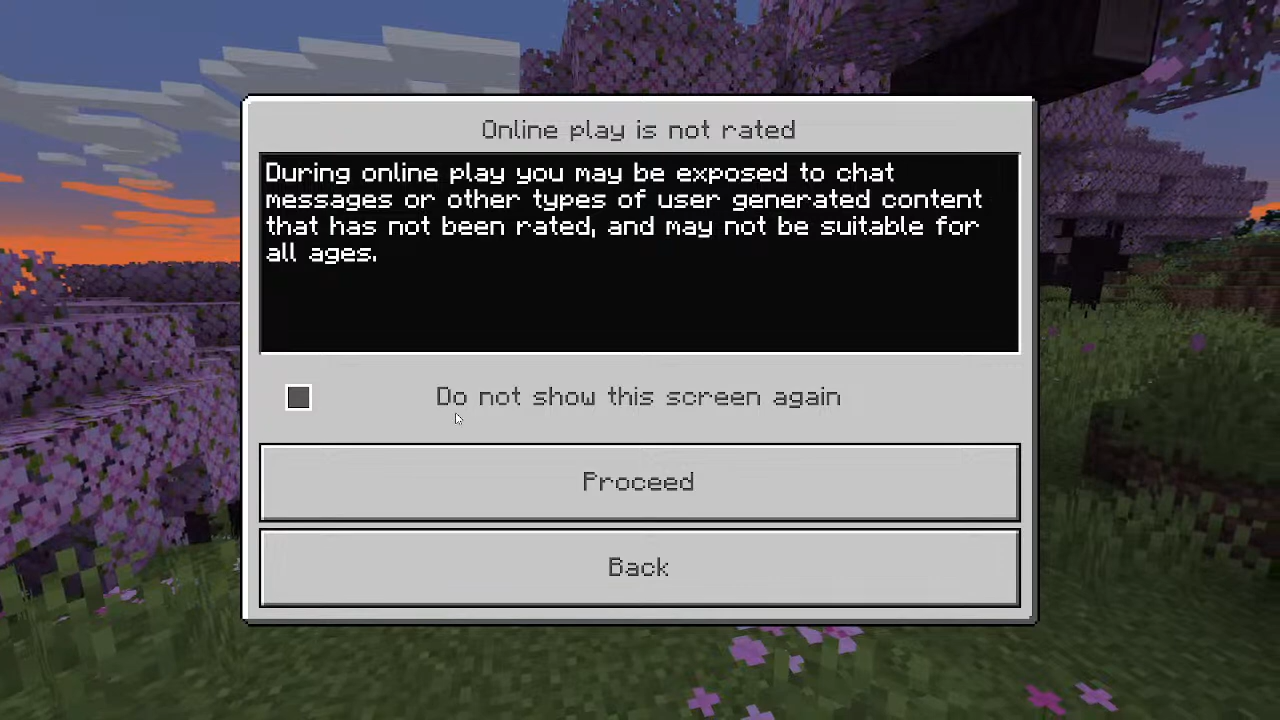 Online play is not rated
During online play you may be exposed to chat
messages or other types of user generated content
that has not been rated, and may not be suitable for
all ages.
Do not show this screen again
Proceed
Back